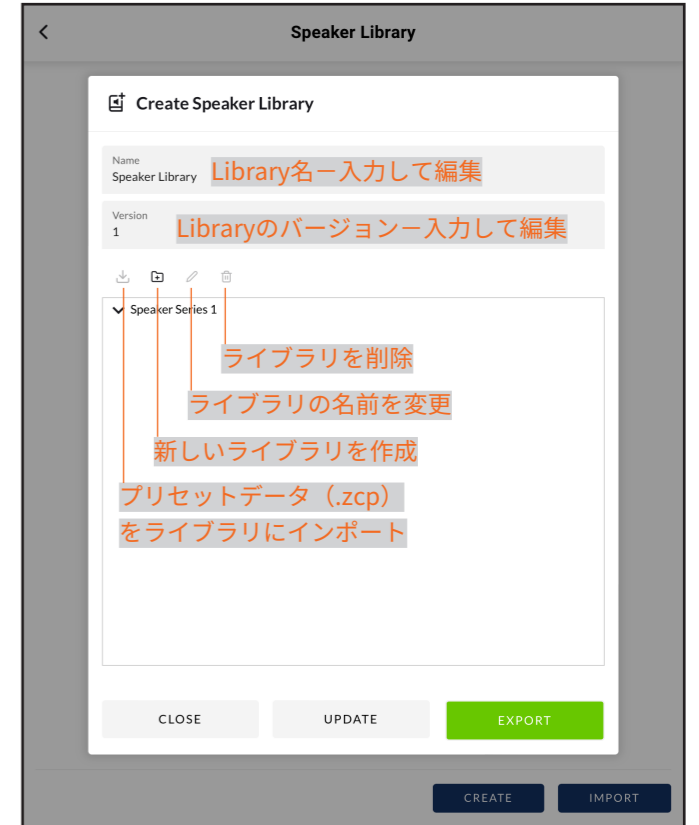 Speaker Library
Create Speaker Library
Name
Speaker Library
Library名－入力して編集
Version
1
Libraryのバージョン－入力して編集
Speaker Series 1
ライブラリを削除
ライブラリの名前を変更
新しいライブラリを作成
プリセットデータ（.zcp）
をライブラリにインポート
CLOSE
UPDATE
EXPORT
CREATE
IMPORT